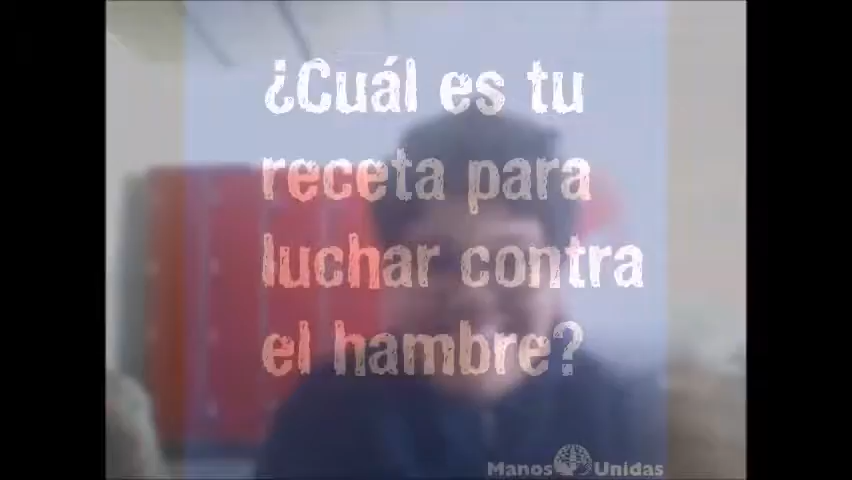 ¿Cuál es tu
receta para
luchar contra
el hambre?
Manos Unidas